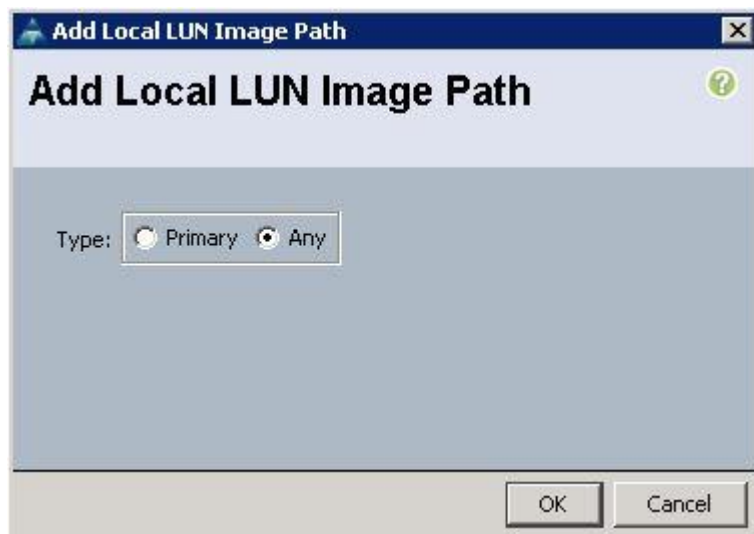 Add Local LUN Image Path
Add Local LUN Image Path
?
Type: Primary Any
OK Cancel